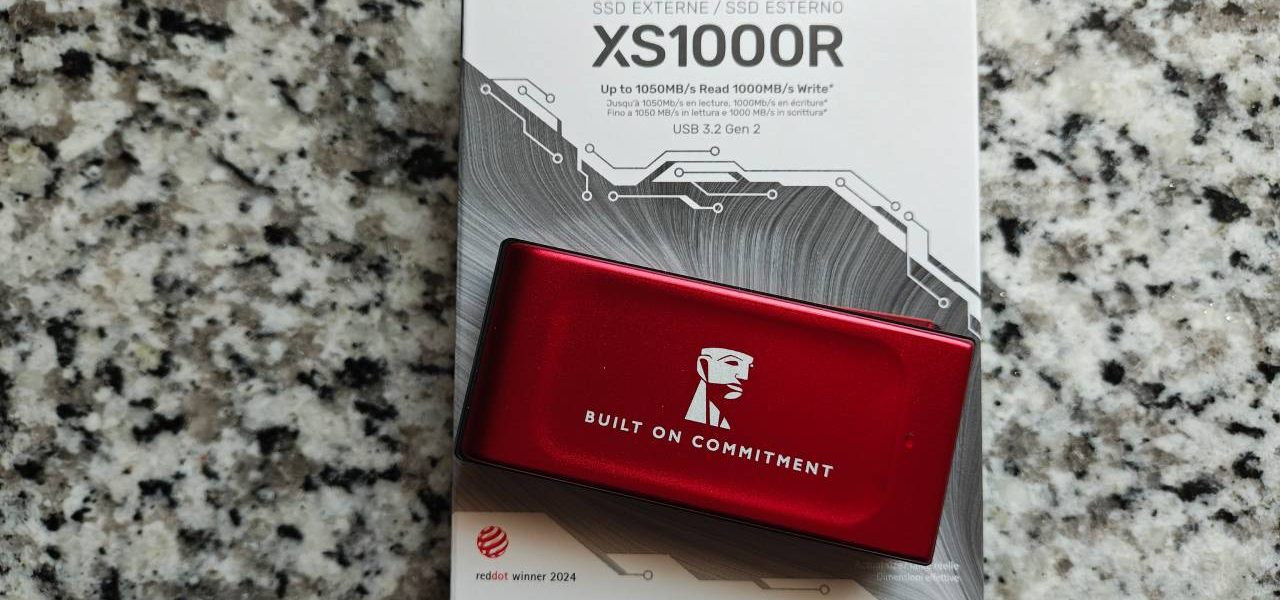 SSD EXTERNE / SSD ESTERNO
XS1000R
Up to 1050MB/s Read 1000MB/s Write*
Jusqu'à 1050Mb/s en lecture, 1000Mb/s en écriture*
Fino a 1050 MB/s in lettura e 1000 MB/s in scrittura*
USB 3.2 Gen 2
BUILT ON COMMITMENT
reddot winner 2024
Dimensioni effettive